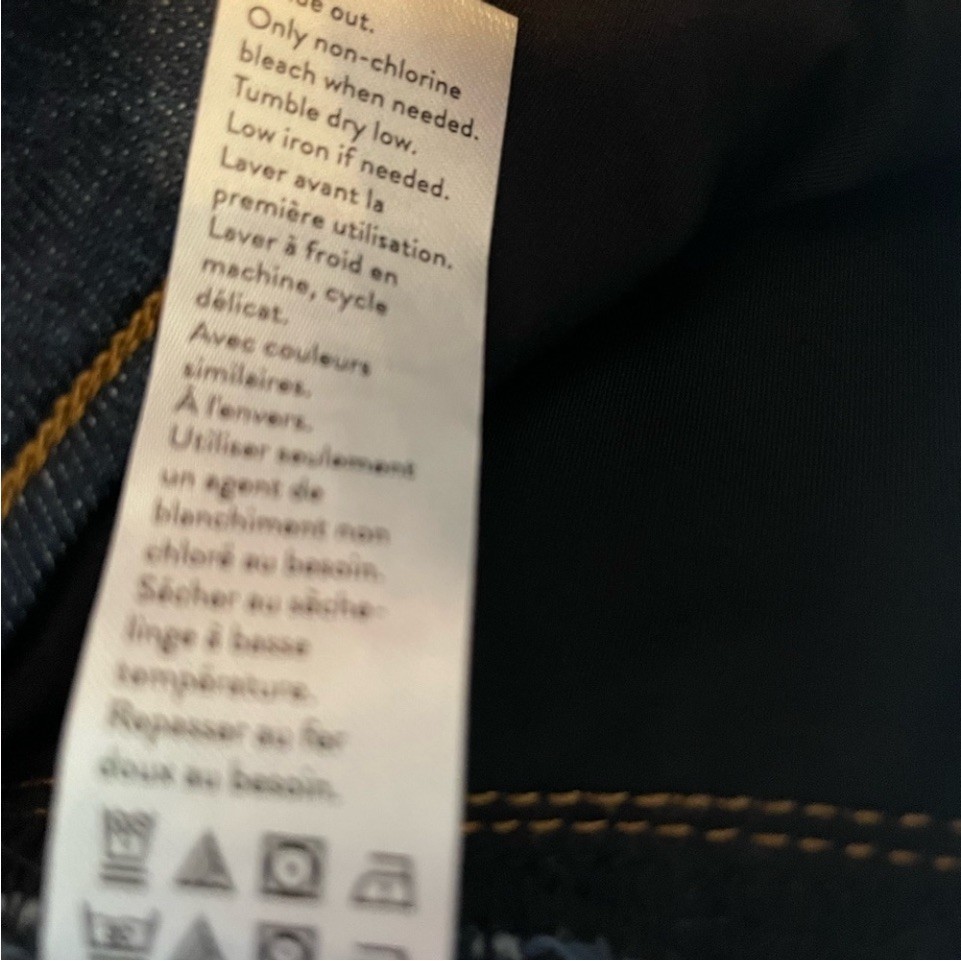 ue out.
Only non-chlorine
bleach when needed.
Tumble dry low.
Low iron if needed.
Laver avant la
première utilisation.
Laver à froid en
machine, cycle
délicat.
Avec couleurs
similaires.
À l'envers.
Utiliser seulement
un agent de
blanchiment non
chloré au besoin.
Sécher au sèche-
linge à basse
température.
Repasser au fer
doux au besoin.